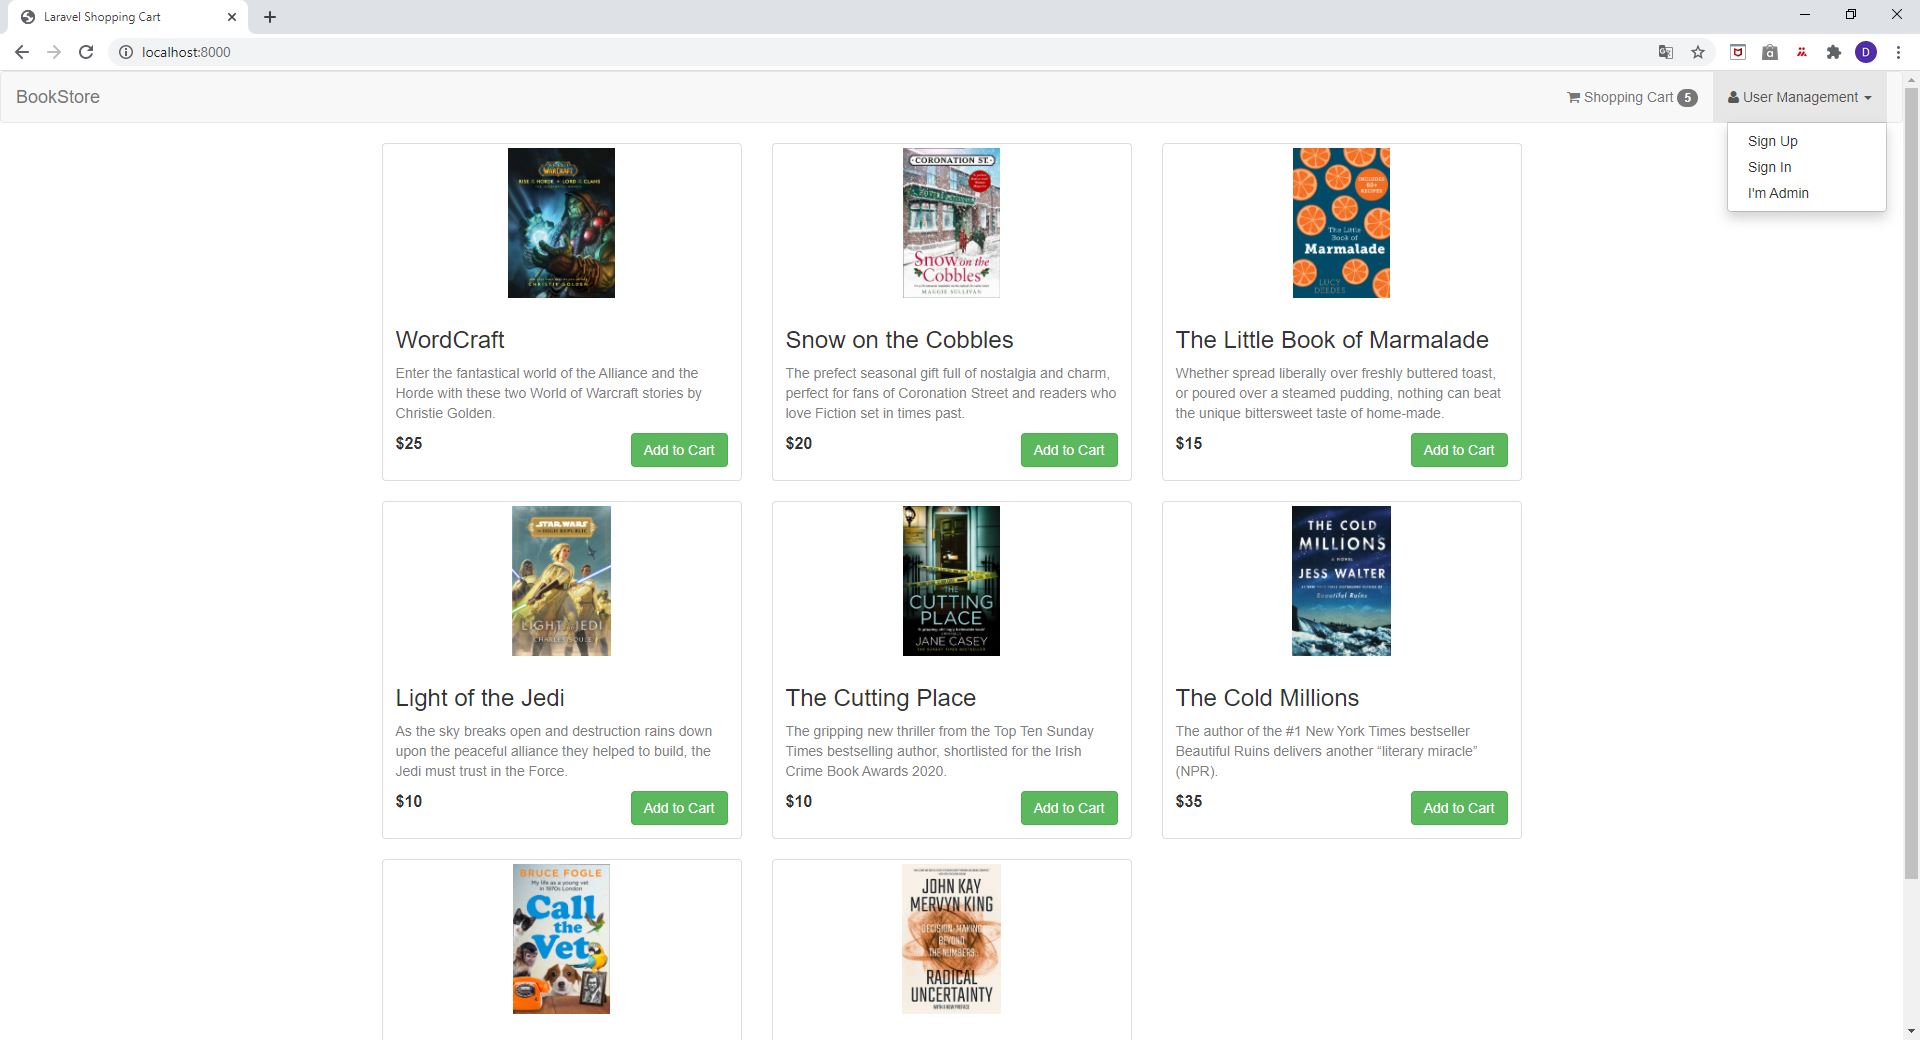 Laravel Shopping Cart
localhost:8000
D
BookStore
Shopping Cart 5
User Management
Sign Up
Sign In
I'm Admin
WARCRAFT
RISE OF THE HORDE & LORD OF THE CLANS
CHRISTIE GOLDEN
WordCraft
Enter the fantastical world of the Alliance and the
Horde with these two World of Warcraft stories by
Christie Golden.
$25
Add to Cart
CORONATION ST.
Snow on the
Cobbles
MAGGIE SULLIVAN
Snow on the Cobbles
The prefect seasonal gift full of nostalgia and charm,
perfect for fans of Coronation Street and readers who
love Fiction set in times past.
$20
Add to Cart
INCLUDES
60+
RECIPES
The Little
Book of
Marmalade
LUCY
DEEDES
The Little Book of Marmalade
Whether spread liberally over freshly buttered toast,
or poured over a steamed pudding, nothing can beat
the unique bittersweet taste of home-made.
$15
Add to Cart
STAR WARS
THE HIGH REPUBLIC
LIGHT OF THE JEDI
CHARLES SOULE
Light of the Jedi
As the sky breaks open and destruction rains down
upon the peaceful alliance they helped to build, the
Jedi must trust in the Force.
$10
Add to Cart
THE
CUTTING
PLACE
JANE CASEY
THE SUNDAY TIMES BESTSELLER
The Cutting Place
The gripping new thriller from the Top Ten Sunday
Times bestselling author, shortlisted for the Irish
Crime Book Awards 2020.
$10
Add to Cart
THE COLD
MILLIONS
A NOVEL
JESS WALTER
Beautiful Ruins
The Cold Millions
The author of the #1 New York Times bestseller
Beautiful Ruins delivers another “literary miracle”
(NPR).
$35
Add to Cart
BRUCE FOGLE
My life as a young vet
in 1970s London
Call
the
Vet
JOHN KAY
MERVYN KING
DECISION-MAKING
BEYOND
THE NUMBERS
RADICAL
UNCERTAINTY
WITH A NEW PREFACE